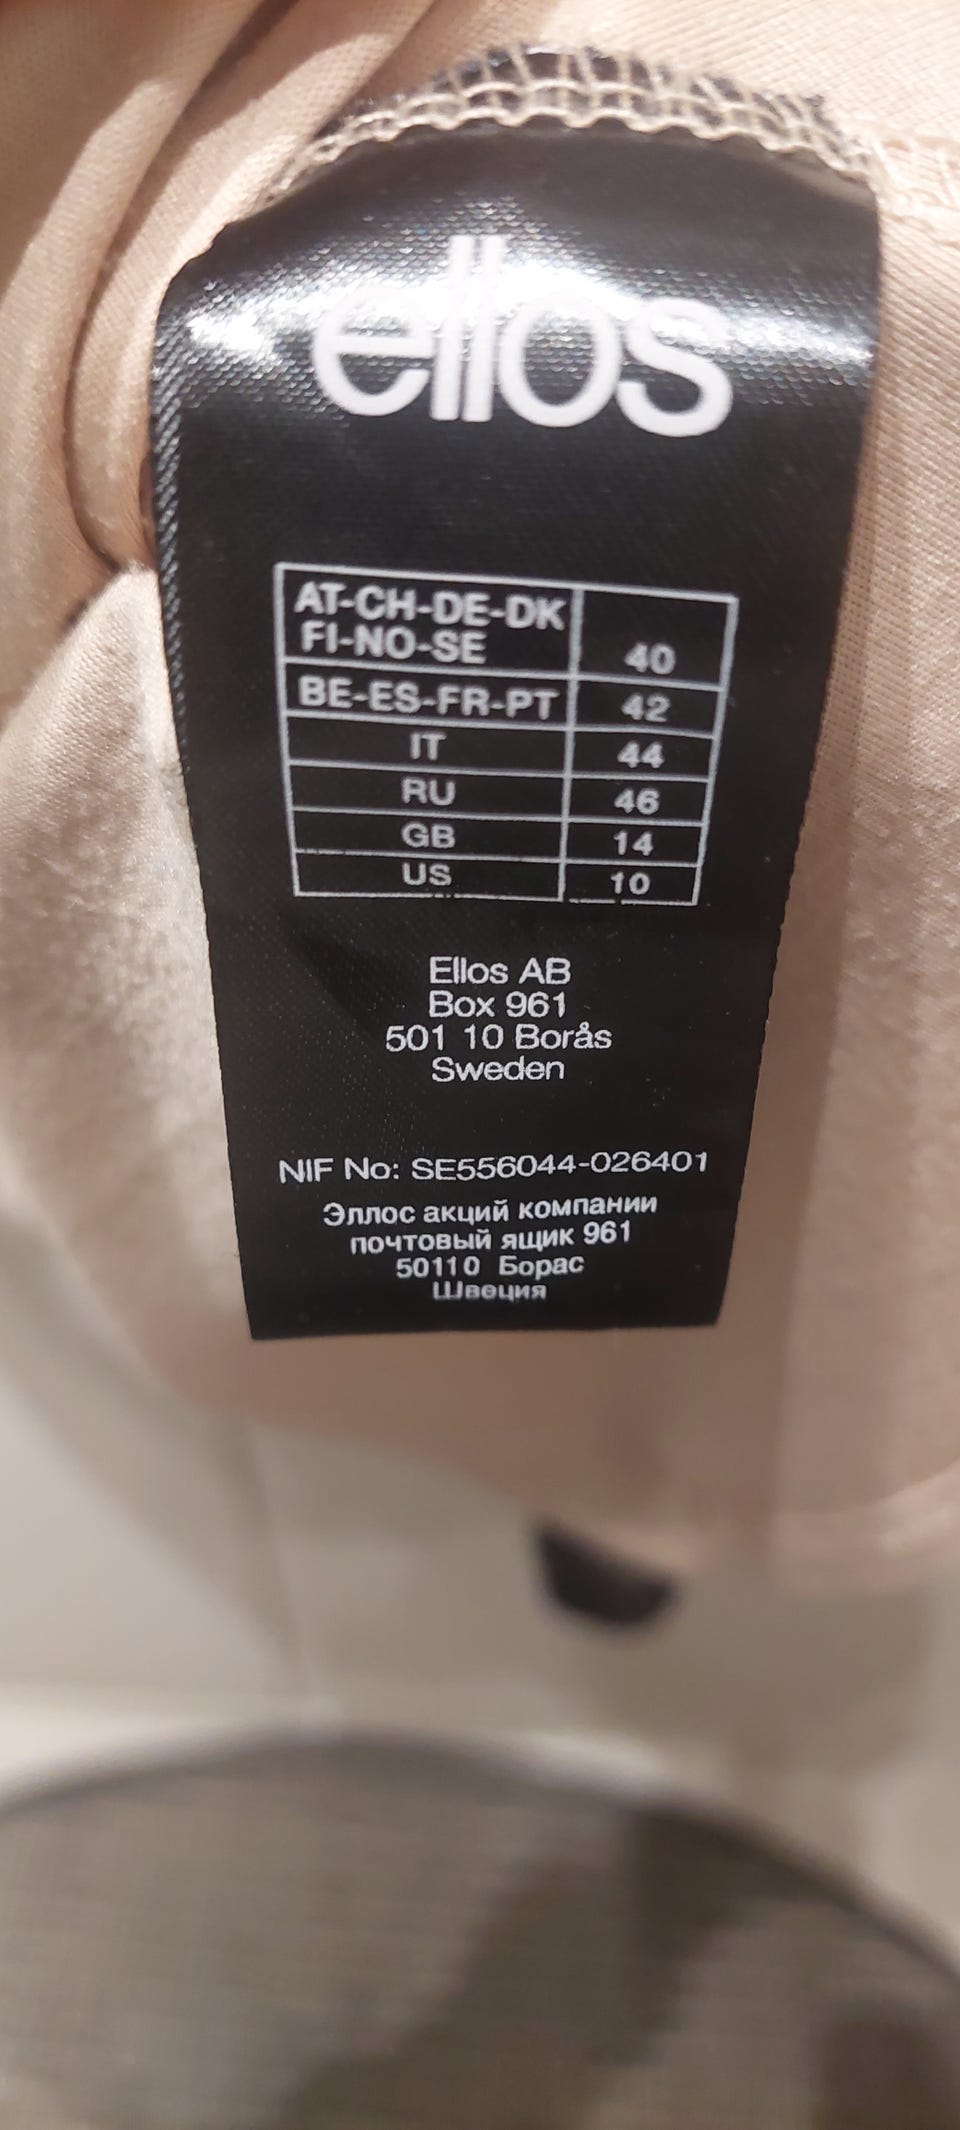 ellos
AT-CH-DE-DK
FI-NO-SE 40
BE-ES-FR-PT 42
IT 44
RU 46
GB 14
US 10
Ellos AB
Box 961
501 10 Borås
Sweden
NIF No: SE556044-026401
Эллос акций компании
почтовый ящик 961
50110 Борас
Швеция